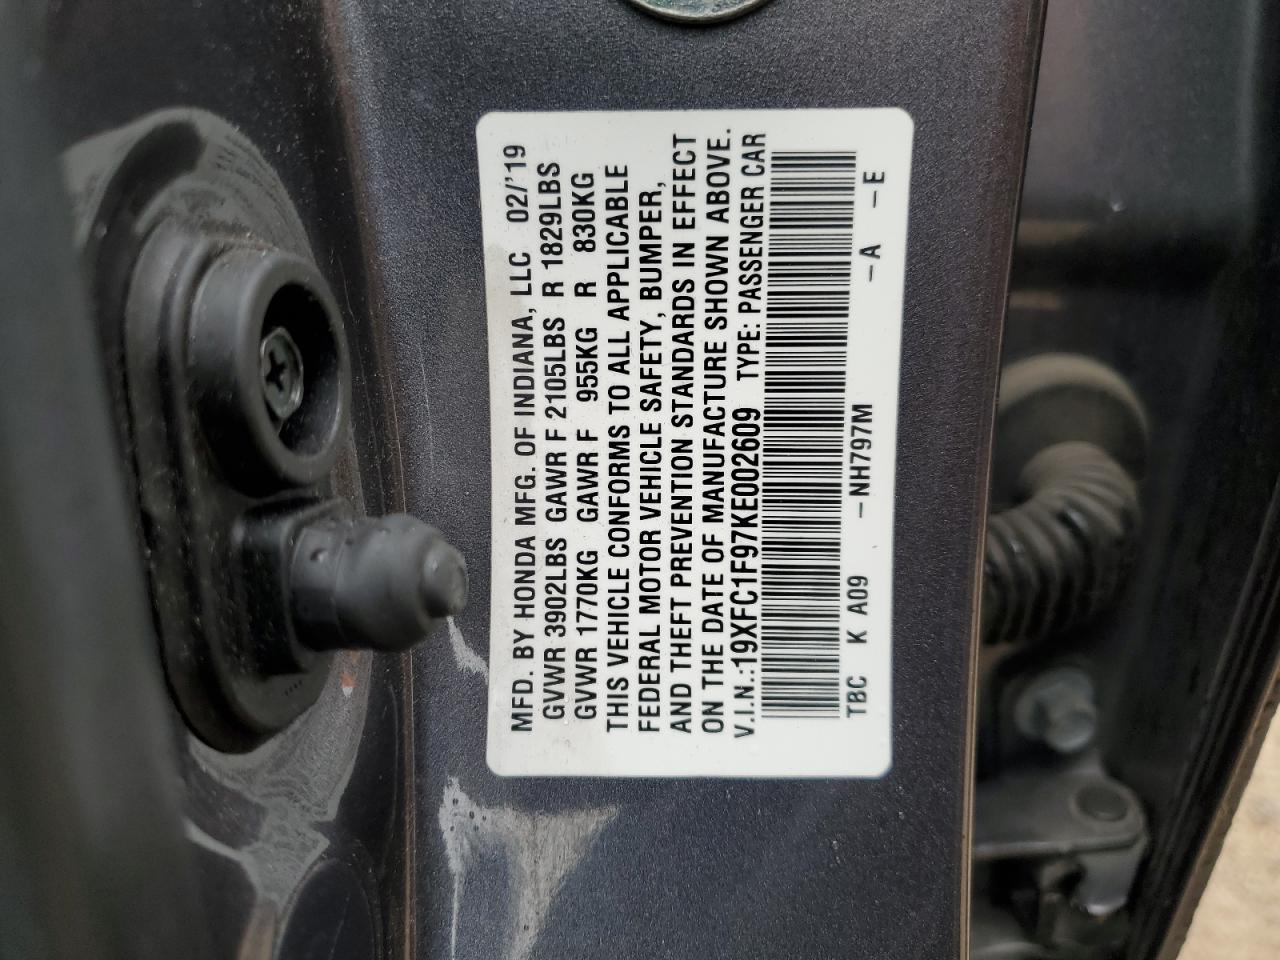 MFD. BY HONDA MFG. OF INDIANA, LLC 02/'19
GVWR 3902LBS GAWR F 2105LBS R 1829LBS
GVWR 1770KG GAWR F 955KG R 830KG
THIS VEHICLE CONFORMS TO ALL APPLICABLE
FEDERAL MOTOR VEHICLE SAFETY, BUMPER,
AND THEFT PREVENTION STANDARDS IN EFFECT
ON THE DATE OF MANUFACTURE SHOWN ABOVE.
V.I.N.:19XFC1F97KE002609 TYPE: PASSENGER CAR
TBC K A09 - NH797M - A - E